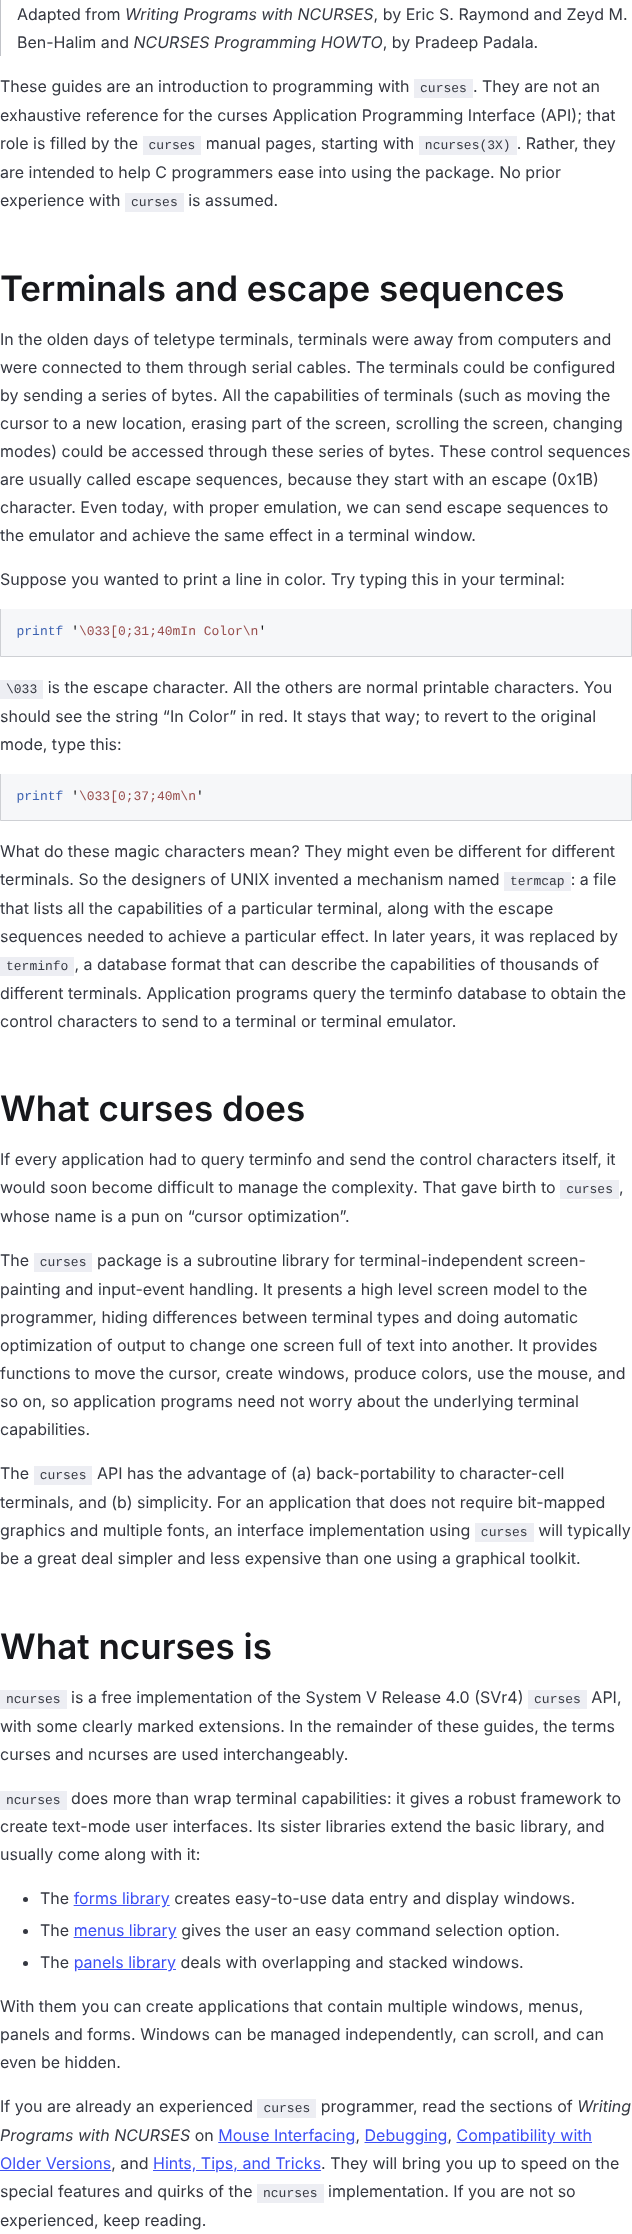 Adapted from Writing Programs with NCURSES, by Eric S. Raymond and Zeyd M.
Ben-Halim and NCURSES Programming HOWTO, by Pradeep Padala.
These guides are an introduction to programming with curses. They are not an
exhaustive reference for the curses Application Programming Interface (API); that
role is filled by the curses manual pages, starting with ncurses(3X). Rather, they
are intended to help C programmers ease into using the package. No prior
experience with curses is assumed.
Terminals and escape sequences
In the olden days of teletype terminals, terminals were away from computers and
were connected to them through serial cables. The terminals could be configured
by sending a series of bytes. All the capabilities of terminals (such as moving the
cursor to a new location, erasing part of the screen, scrolling the screen, changing
modes) could be accessed through these series of bytes. These control sequences
are usually called escape sequences, because they start with an escape (0x1B)
character. Even today, with proper emulation, we can send escape sequences to
the emulator and achieve the same effect in a terminal window.
Suppose you wanted to print a line in color. Try typing this in your terminal:
printf '\033[0;31;40mIn Color\n'
\033 is the escape character. All the others are normal printable characters. You
should see the string “In Color” in red. It stays that way; to revert to the original
mode, type this:
printf '\033[0;37;40m\n'
What do these magic characters mean? They might even be different for different
terminals. So the designers of UNIX invented a mechanism named termcap: a file
that lists all the capabilities of a particular terminal, along with the escape
sequences needed to achieve a particular effect. In later years, it was replaced by
terminfo, a database format that can describe the capabilities of thousands of
different terminals. Application programs query the terminfo database to obtain the
control characters to send to a terminal or terminal emulator.
What curses does
If every application had to query terminfo and send the control characters itself, it
would soon become difficult to manage the complexity. That gave birth to curses,
whose name is a pun on “cursor optimization”.
The curses package is a subroutine library for terminal-independent screen-
painting and input-event handling. It presents a high level screen model to the
programmer, hiding differences between terminal types and doing automatic
optimization of output to change one screen full of text into another. It provides
functions to move the cursor, create windows, produce colors, use the mouse, and
so on, so application programs need not worry about the underlying terminal
capabilities.
The curses API has the advantage of (a) back-portability to character-cell
terminals, and (b) simplicity. For an application that does not require bit-mapped
graphics and multiple fonts, an interface implementation using curses will typically
be a great deal simpler and less expensive than one using a graphical toolkit.
What ncurses is
ncurses is a free implementation of the System V Release 4.0 (SVr4) curses API,
with some clearly marked extensions. In the remainder of these guides, the terms
curses and ncurses are used interchangeably.
ncurses does more than wrap terminal capabilities: it gives a robust framework to
create text-mode user interfaces. Its sister libraries extend the basic library, and
usually come along with it:
• The forms library creates easy-to-use data entry and display windows.
• The menus library gives the user an easy command selection option.
• The panels library deals with overlapping and stacked windows.
With them you can create applications that contain multiple windows, menus,
panels and forms. Windows can be managed independently, can scroll, and can
even be hidden.
If you are already an experienced curses programmer, read the sections of Writing
Programs with NCURSES on Mouse Interfacing, Debugging, Compatibility with
Older Versions, and Hints, Tips, and Tricks. They will bring you up to speed on the
special features and quirks of the ncurses implementation. If you are not so
experienced, keep reading.